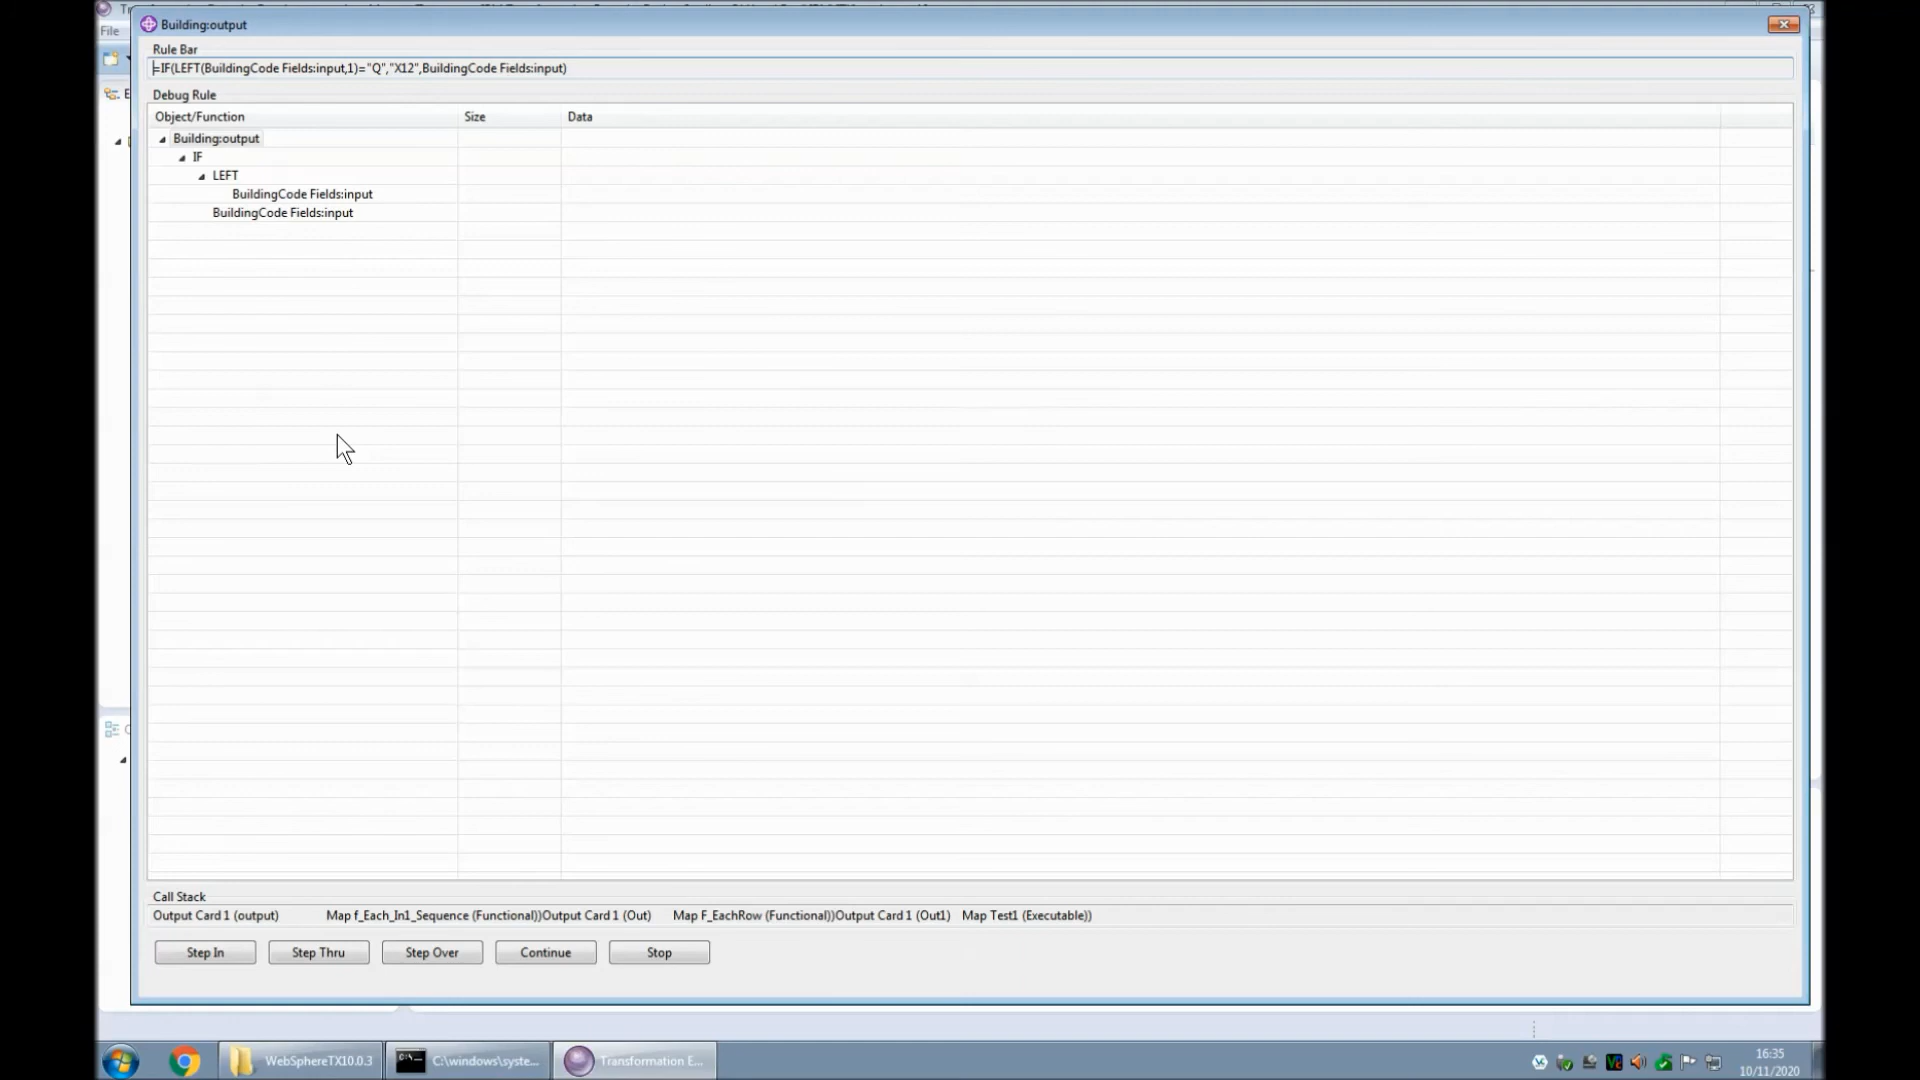 Building:output
File
Rule Bar
=IF(LEFT(BuildingCode Fields:input,1)="Q","X12",BuildingCode Fields:input)
Debug Rule
Object/Function Size Data
Building:output
IF
LEFT
BuildingCode Fields:input
BuildingCode Fields:input
Call Stack
Output Card 1 (output) Map f_Each_In1_Sequence (Functional))Output Card 1 (Out) Map F_EachRow (Functional))Output Card 1 (Out1) Map Test1 (Executable))
Step In Step Thru Step Over Continue Stop
WebSphereTX10.0.3 C:\windows\syste... Transformation E... 16:35
10/11/2020